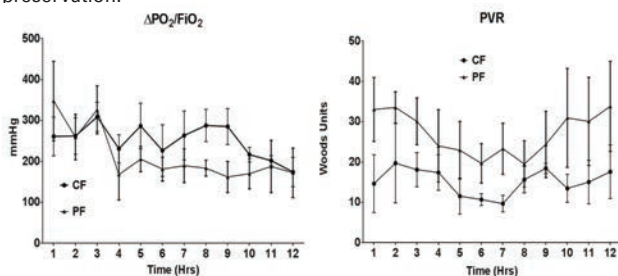 preservation.
ΔPO₂/FiO₂
500
400
300
200
100
0
mmHg
CF
PF
1 2 3 4 5 6 7 8 9 10 11 12
Time (Hrs)
PVR
50
40
30
20
10
0
Woods Units
CF
PF
1 2 3 4 5 6 7 8 9 10 11 12
Time (Hrs)